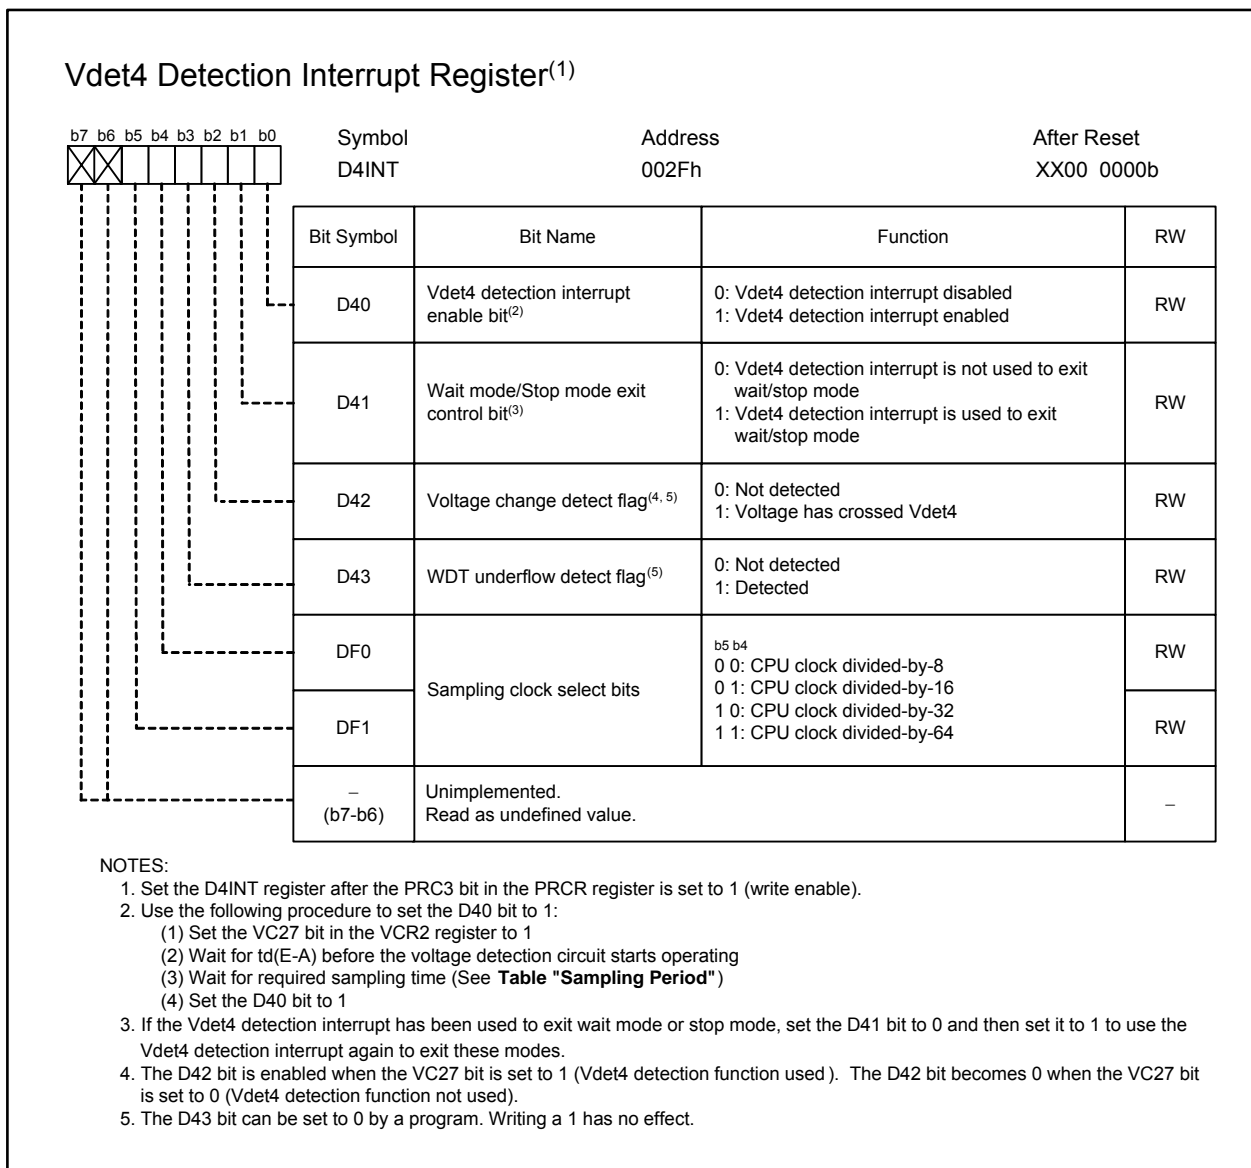 Vdet4 Detection Interrupt Register(1)
b7 b6 b5 b4 b3 b2 b1 b0
Symbol Address After Reset
D4INT 002Fh XX00 0000b
Bit Symbol Bit Name Function RW
D40 Vdet4 detection interrupt enable bit(2) 0: Vdet4 detection interrupt disabled RW
1: Vdet4 detection interrupt enabled
D41 Wait mode/Stop mode exit control bit(3) 0: Vdet4 detection interrupt is not used to exit wait/stop mode RW
1: Vdet4 detection interrupt is used to exit wait/stop mode
D42 Voltage change detect flag(4, 5) 0: Not detected RW
1: Voltage has crossed Vdet4
D43 WDT underflow detect flag(5) 0: Not detected RW
1: Detected
DF0 Sampling clock select bits b5 b4 RW
0 0: CPU clock divided-by-8
0 1: CPU clock divided-by-16
1 0: CPU clock divided-by-32
1 1: CPU clock divided-by-64
DF1 RW
– (b7-b6) Unimplemented. –
Read as undefined value.
NOTES:
1. Set the D4INT register after the PRC3 bit in the PRCR register is set to 1 (write enable).
2. Use the following procedure to set the D40 bit to 1:
(1) Set the VC27 bit in the VCR2 register to 1
(2) Wait for td(E-A) before the voltage detection circuit starts operating
(3) Wait for required sampling time (See Table "Sampling Period")
(4) Set the D40 bit to 1
3. If the Vdet4 detection interrupt has been used to exit wait mode or stop mode, set the D41 bit to 0 and then set it to 1 to use the
Vdet4 detection interrupt again to exit these modes.
4. The D42 bit is enabled when the VC27 bit is set to 1 (Vdet4 detection function used ). The D42 bit becomes 0 when the VC27 bit
is set to 0 (Vdet4 detection function not used).
5. The D43 bit can be set to 0 by a program. Writing a 1 has no effect.